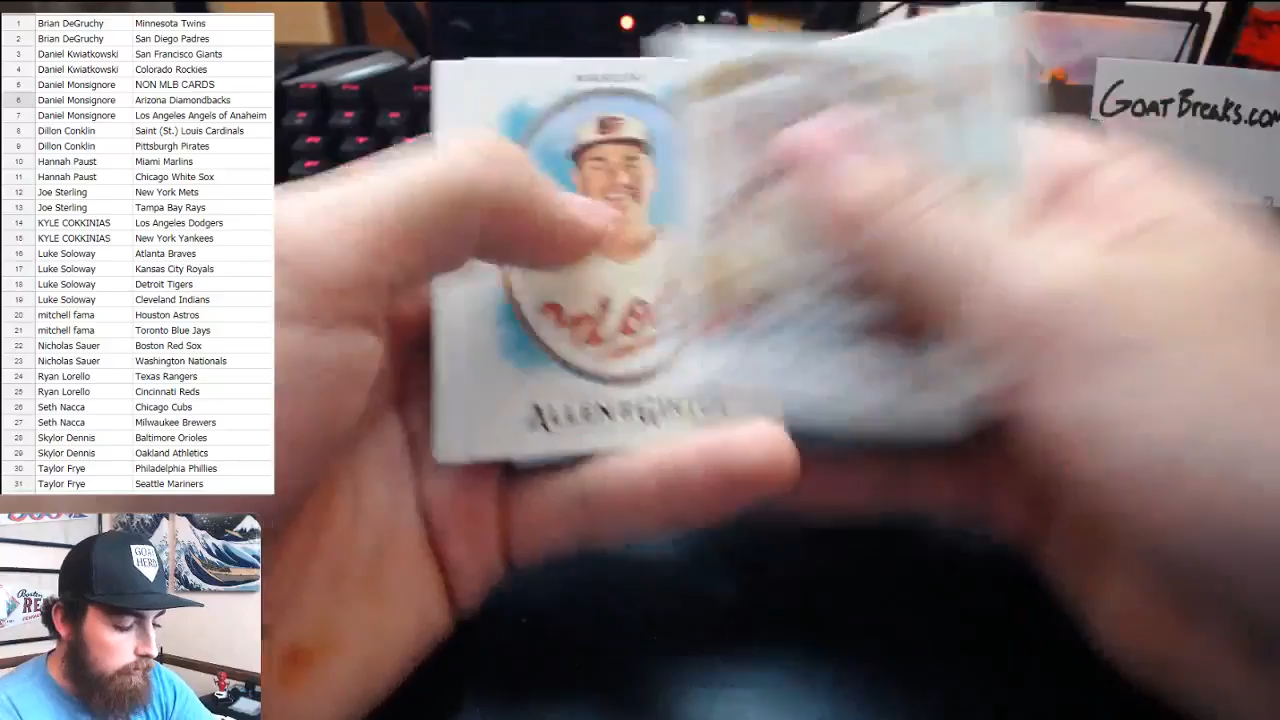 1 Brian DeGruchy Minnesota Twins
2 Brian DeGruchy San Diego Padres
3 Daniel Kwiatkowski San Francisco Giants
4 Daniel Kwiatkowski Colorado Rockies
5 Daniel Monsignore NON MLB CARDS
6 Daniel Monsignore Arizona Diamondbacks
7 Daniel Monsignore Los Angeles Angels of Anaheim
8 Dillon Conklin Saint (St.) Louis Cardinals
9 Dillon Conklin Pittsburgh Pirates
10 Hannah Paust Miami Marlins
11 Hannah Paust Chicago White Sox
12 Joe Sterling New York Mets
13 Joe Sterling Tampa Bay Rays
14 KYLE COKKINIAS Los Angeles Dodgers
15 KYLE COKKINIAS New York Yankees
16 Luke Soloway Atlanta Braves
17 Luke Soloway Kansas City Royals
18 Luke Soloway Detroit Tigers
19 Luke Soloway Cleveland Indians
20 mitchell fama Houston Astros
21 mitchell fama Toronto Blue Jays
22 Nicholas Sauer Boston Red Sox
23 Nicholas Sauer Washington Nationals
24 Ryan Lorello Texas Rangers
25 Ryan Lorello Cincinnati Reds
26 Seth Nacca Chicago Cubs
27 Seth Nacca Milwaukee Brewers
28 Skylor Dennis Baltimore Orioles
29 Skylor Dennis Oakland Athletics
30 Taylor Frye Philadelphia Phillies
31 Taylor Frye Seattle Mariners
GOATBREAKS.COM
ALLEN & GINTER
GOAT
HERD
Boston
RE